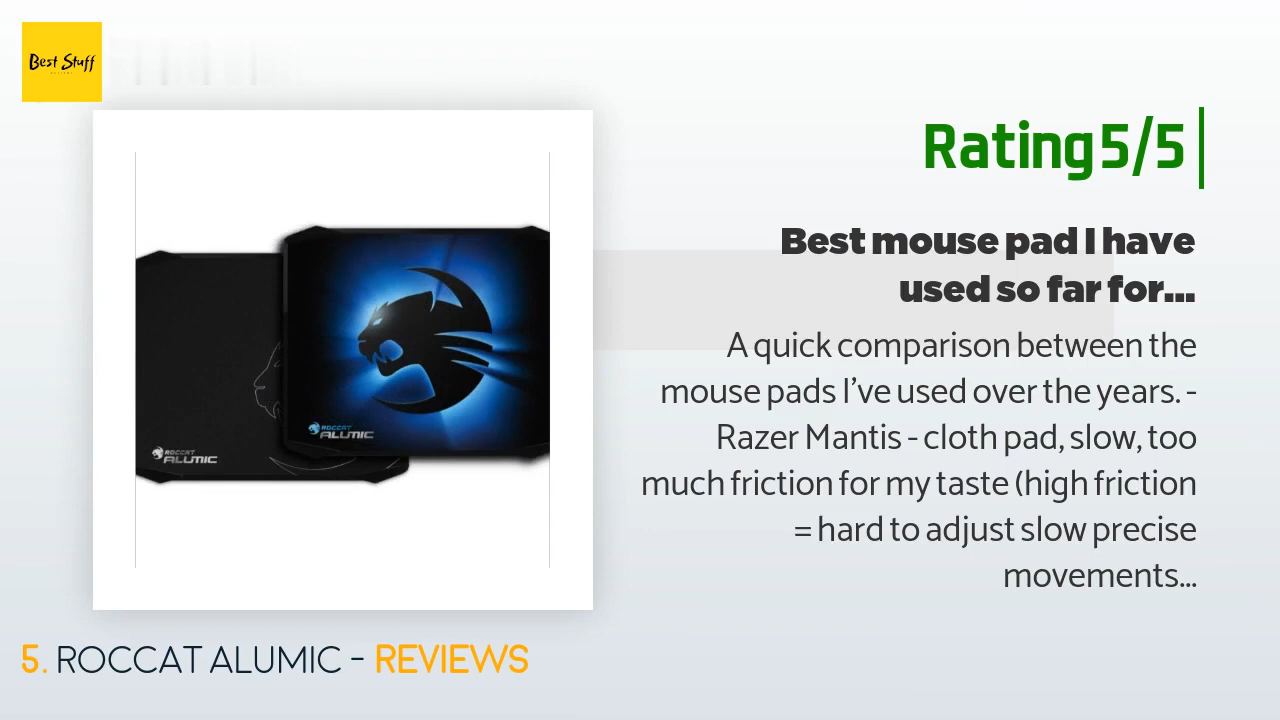 Best Stuff
Rating 5/5
Best mouse pad I have
used so far for...
A quick comparison between the
mouse pads I've used over the years. -
Razer Mantis - cloth pad, slow, too
much friction for my taste (high friction
= hard to adjust slow precise
movements...
ROCCAT
ALUMIC
ROCCAT
ALUMIC
5. ROCCAT ALUMIC - REVIEWS